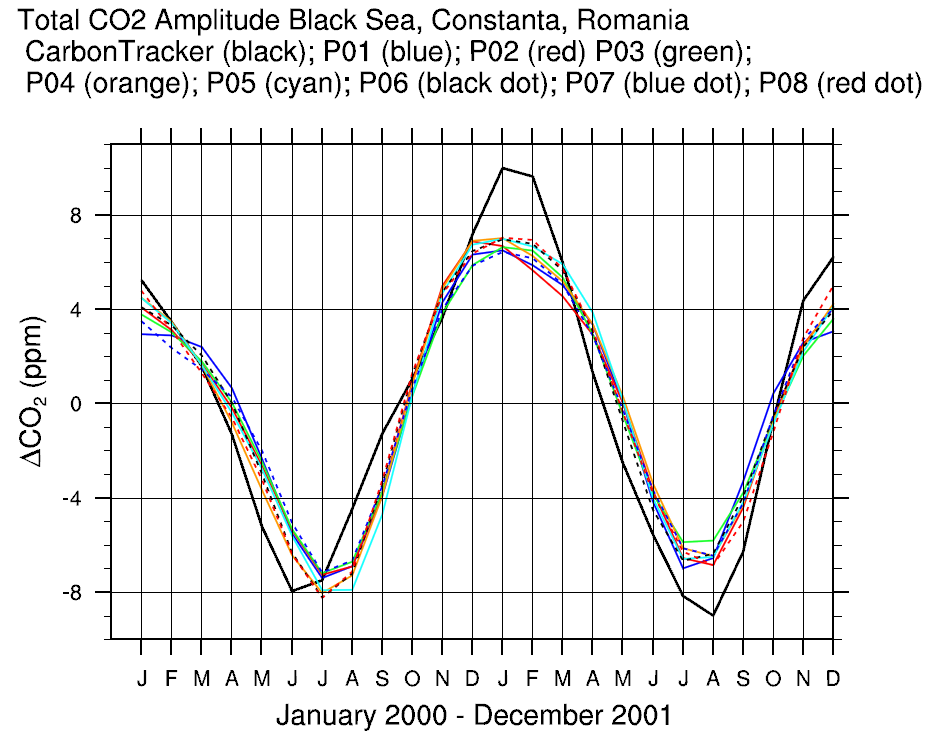 Total CO2 Amplitude Black Sea, Constanta, Romania
CarbonTracker (black); P01 (blue); P02 (red) P03 (green);
P04 (orange); P05 (cyan); P06 (black dot); P07 (blue dot); P08 (red dot)
8
4
0
-4
-8
ΔCO₂ (ppm)
J F M A M J J A S O N D J F M A M J J A S O N D
January 2000 - December 2001